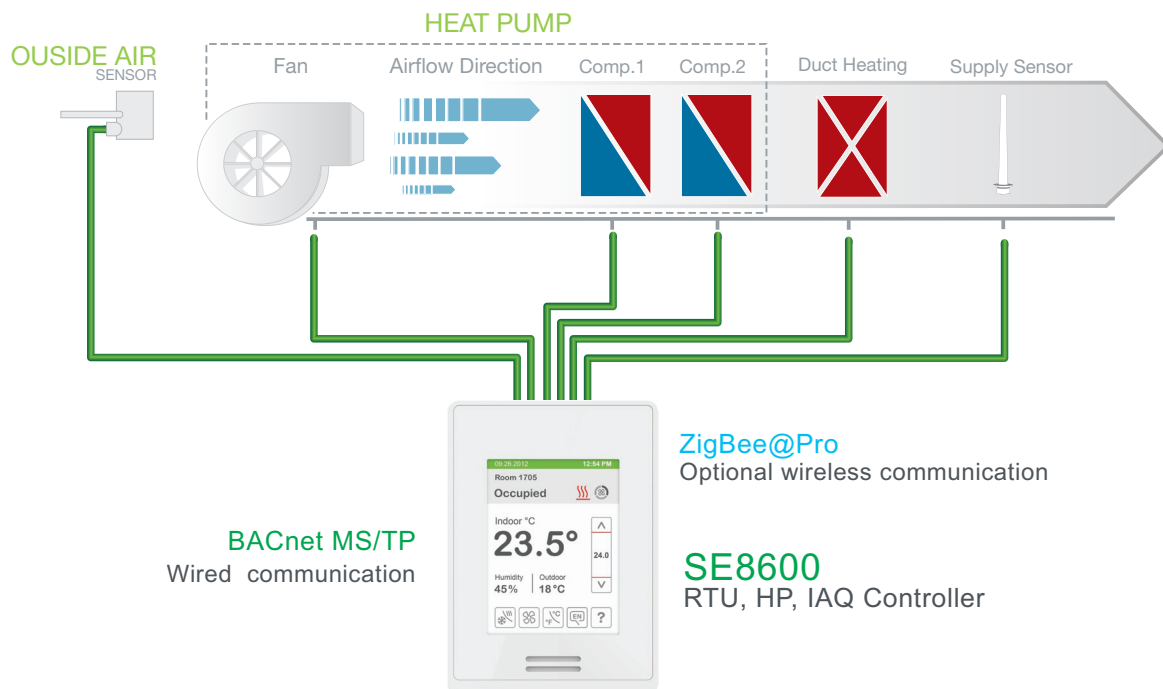 HEAT PUMP
OUSIDE AIR
SENSOR
Fan
Airflow Direction
Comp.1
Comp.2
Duct Heating
Supply Sensor
09.26.2012
12:54 PM
Room 1705
Occupied
Indoor °C
23.5°
24.0
Humidity
45%
Outdoor
18°C
°F
°C
EN
?
ZigBee@Pro
Optional wireless communication
BACnet MS/TP
Wired communication
SE8600
RTU, HP, IAQ Controller